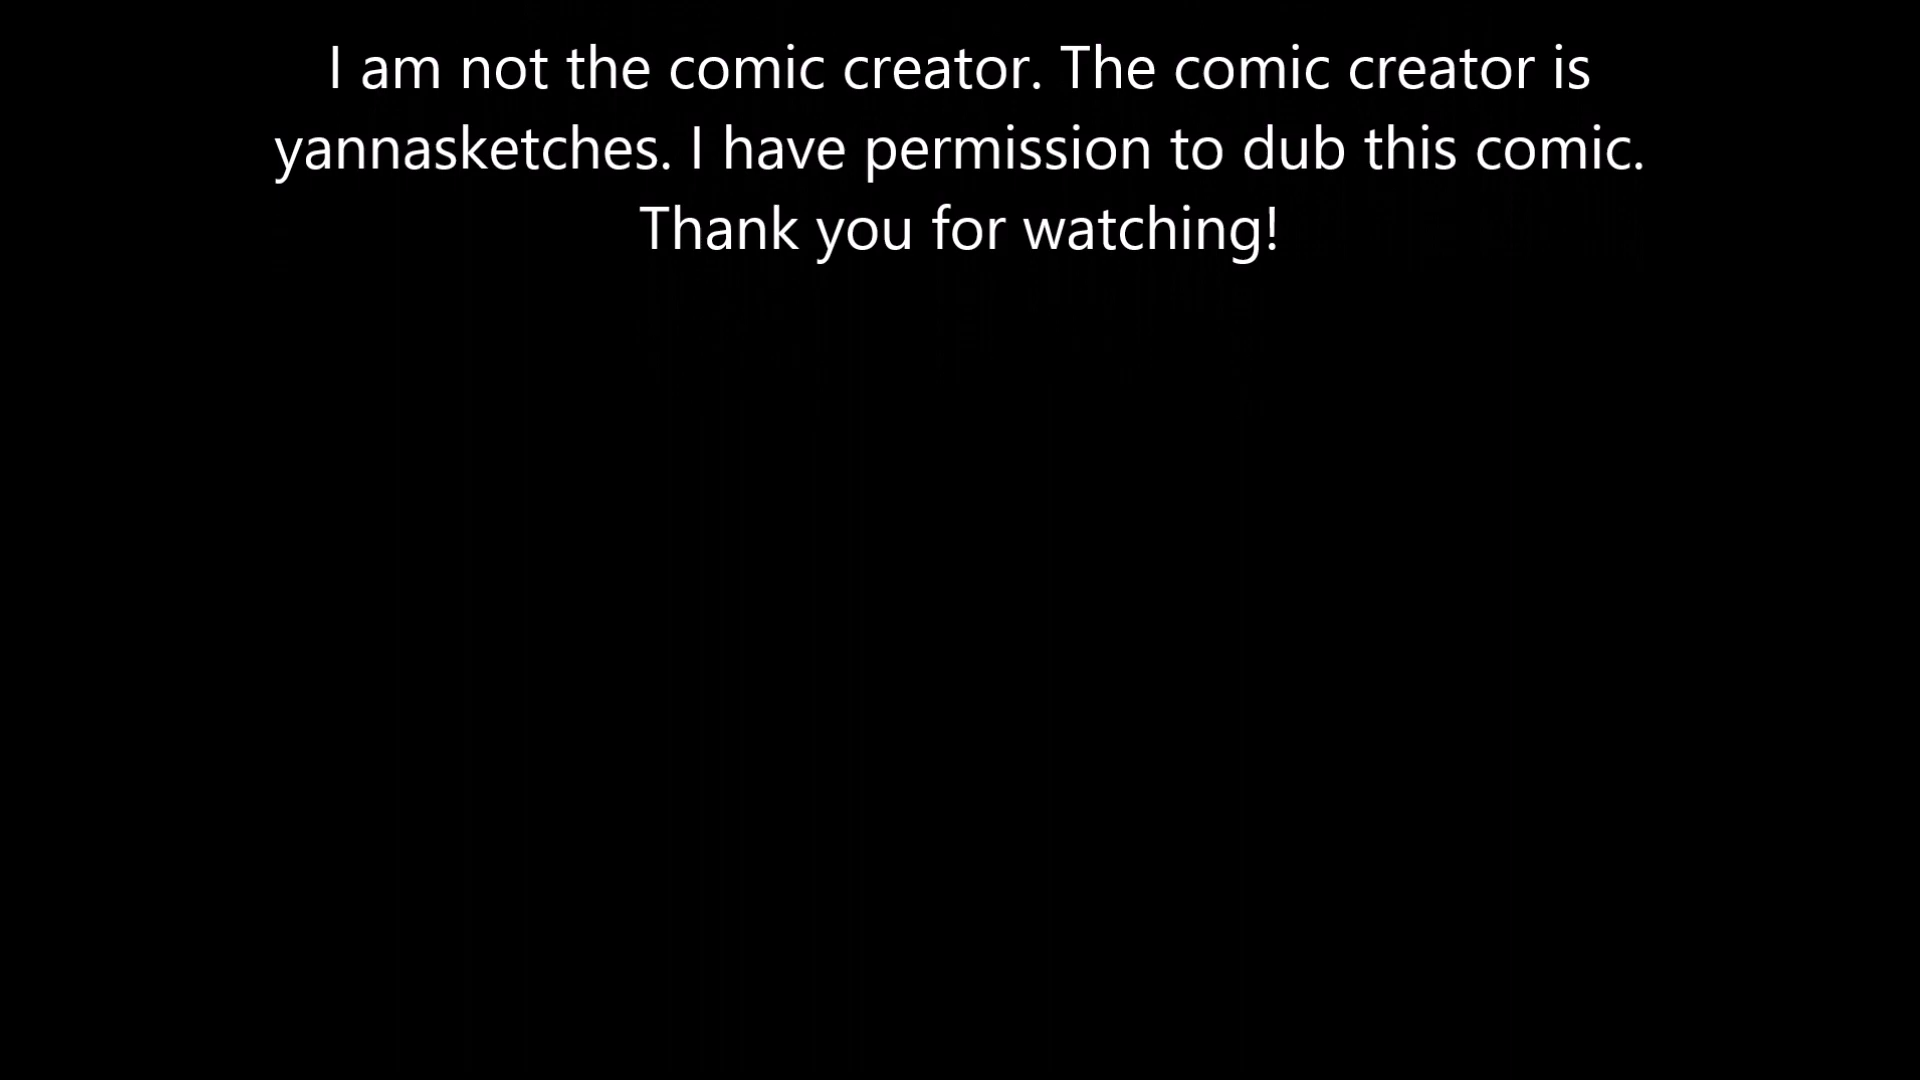 I am not the comic creator. The comic creator is
yannasketches. I have permission to dub this comic.
Thank you for watching!